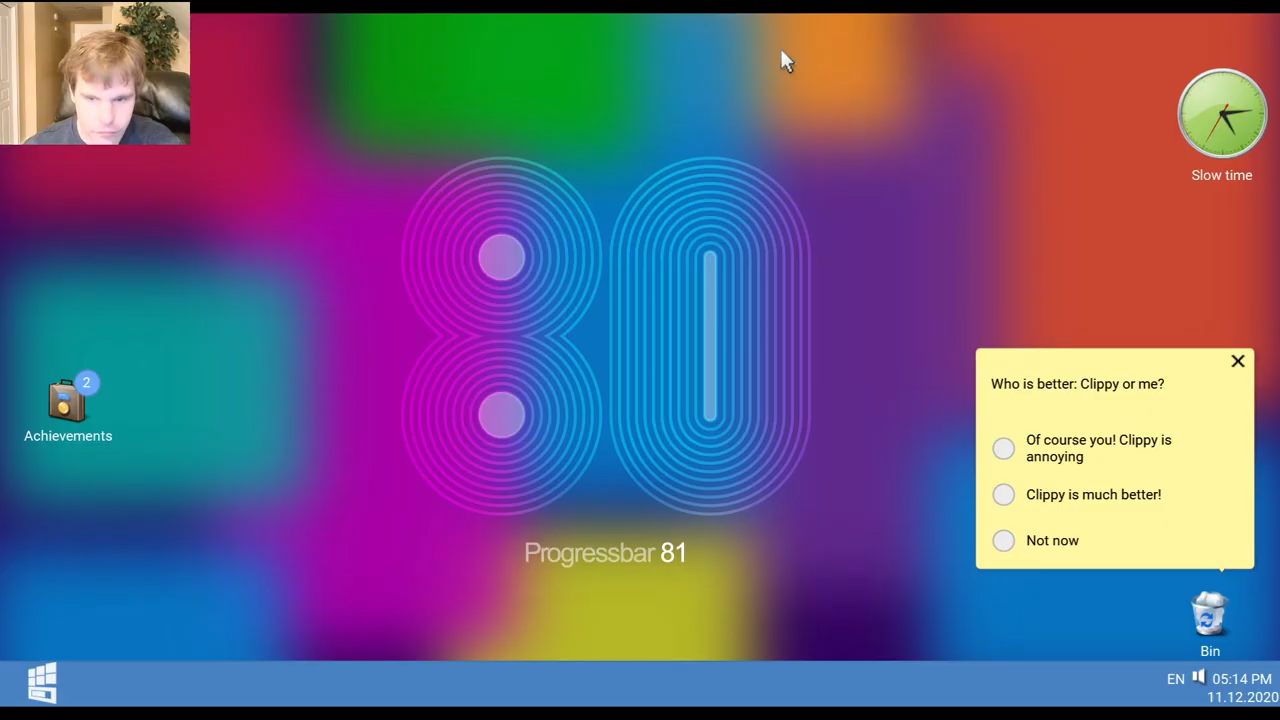 80
Slow time
Who is better: Clippy or me?
Of course you! Clippy is
annoying
Clippy is much better!
Not now
2
Achievements
Progressbar 81
Bin
EN 05:14 PM
11.12.2020